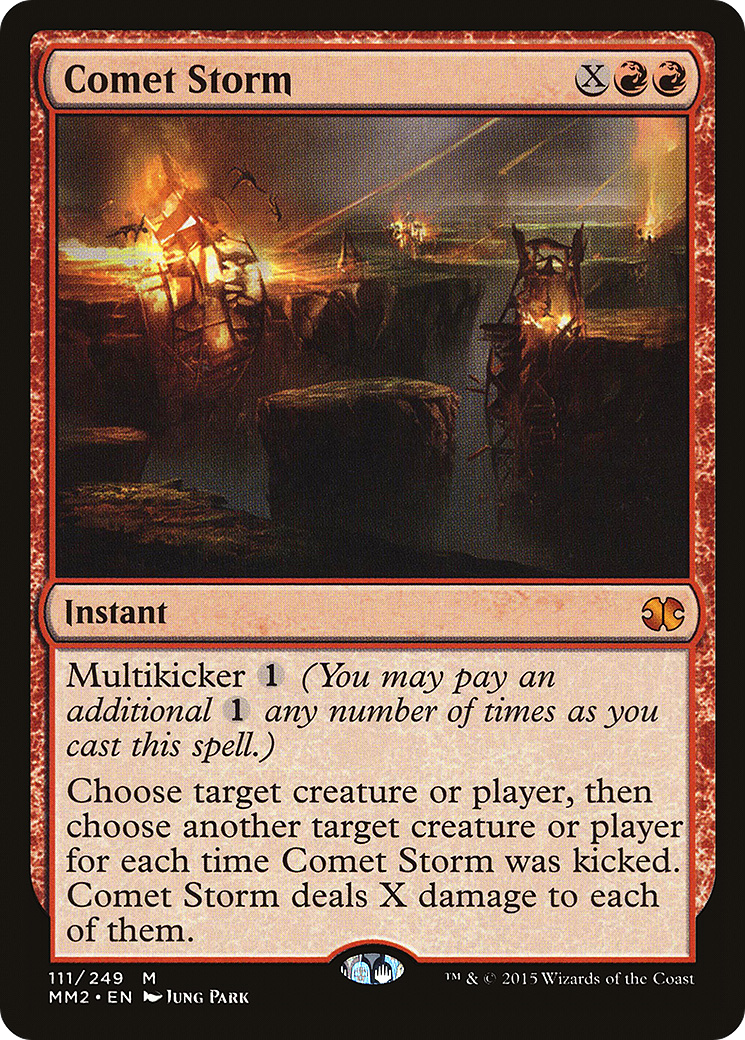 Comet Storm X
Instant
Multikicker 1 (You may pay an
additional 1 any number of times as you
cast this spell.)
Choose target creature or player, then
choose another target creature or player
for each time Comet Storm was kicked.
Comet Storm deals X damage to each
of them.
111/249 M
MM2 • EN Jung Park
™ & © 2015 Wizards of the Coast